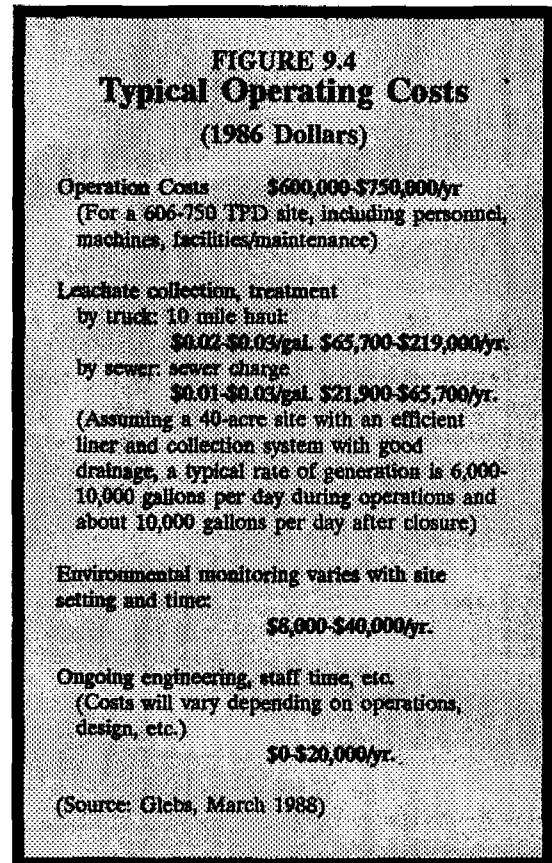 FIGURE 9.4
Typical Operating Costs
(1986 Dollars)
Operation Costs $600,000-$750,000/yr
(For a 606-750 TPD site, including personnel,
machines, facilities/maintenance)
Leachate collection, treatment
by truck: 10 mile haul:
$0.02-$0.03/gal. $65,700-$219,000/yr.
by sewer: sewer charge
$0.01-$0.03/gal. $21,900-$65,700/yr.
(Assuming a 40-acre site with an efficient
liner and collection system with good
drainage, a typical rate of generation is 6,000-
10,000 gallons per day during operations and
about 10,000 gallons per day after closure)
Environmental monitoring varies with site
setting and time:
$8,000-$40,000/yr.
Ongoing engineering, staff time, etc.
(Costs will vary depending on operations,
design, etc.)
$0-$20,000/yr.
(Source: Glebs, March 1988)